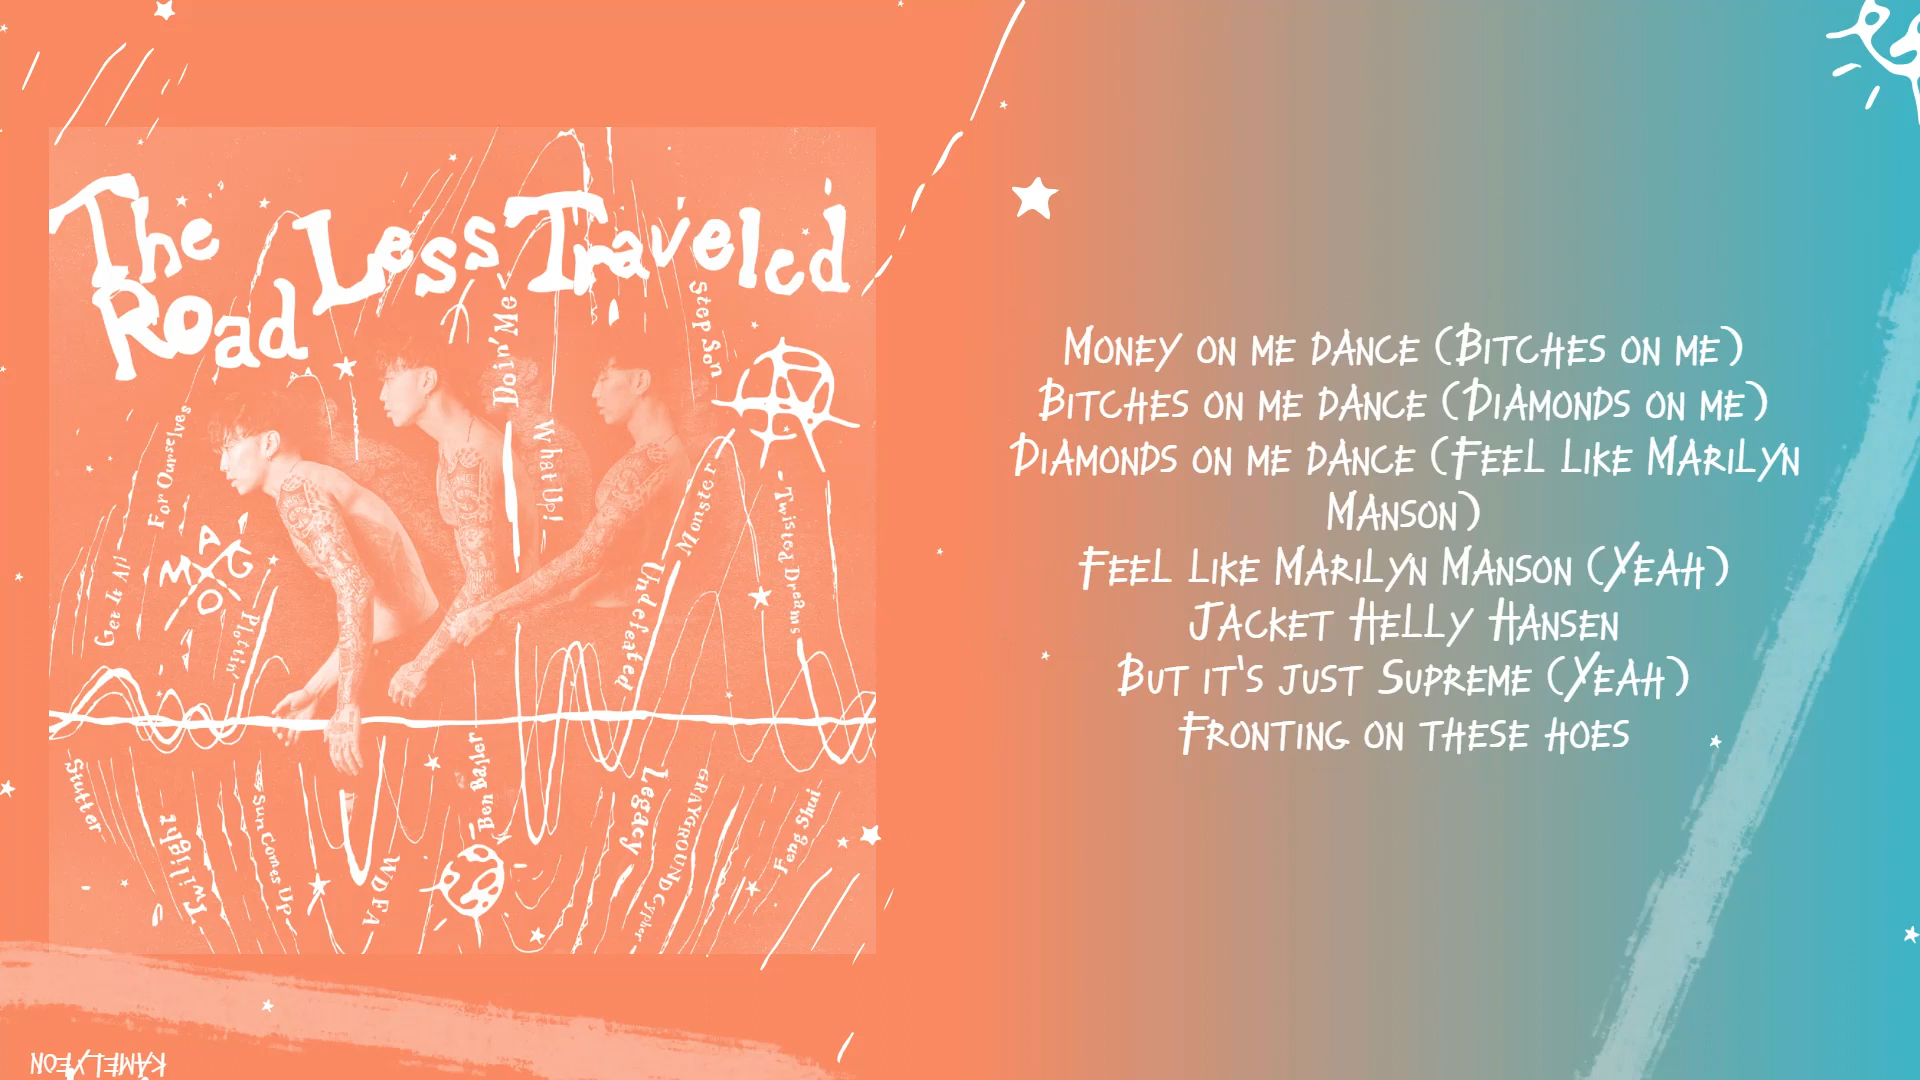 The
Road Less Traveled
Step Son
Doin' Me
What Up!
For Ourselves
Get It All
MOTA
Plottin'
Monster
Undefeated
Twisted Dreams
Stutter
Twilight
Sun Comes Up
WDFA
Ben Baller
Legacy
GRAYGROUND Cypher
Feng Shui
Money on me dance (Bitches on me)
Bitches on me dance (Diamonds on me)
Diamonds on me dance (Feel like Marilyn
Manson)
Feel like Marilyn Manson (Yeah)
Jacket Helly Hansen
But it's just Supreme (Yeah)
Fronting on these hoes
KAMELYEON